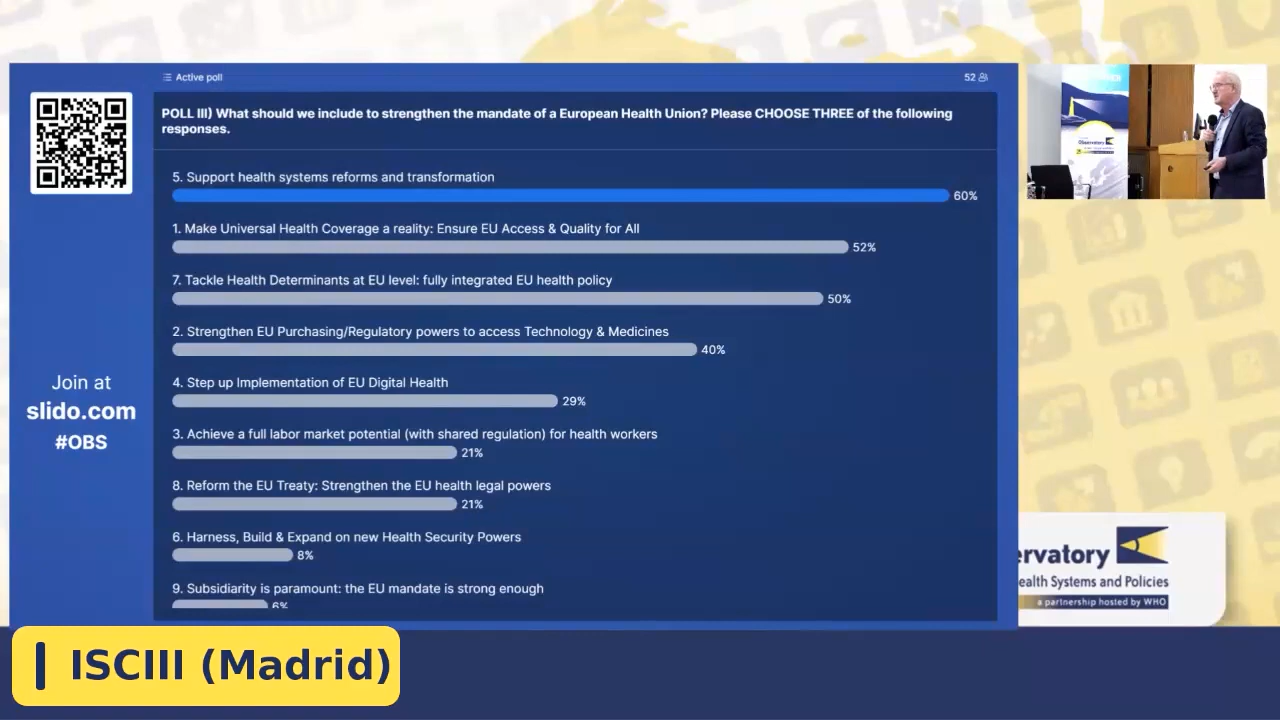 Active poll
52
POLL III) What should we include to strengthen the mandate of a European Health Union? Please CHOOSE THREE of the following
responses.
5. Support health systems reforms and transformation
60%
1. Make Universal Health Coverage a reality: Ensure EU Access & Quality for All
52%
7. Tackle Health Determinants at EU level: fully integrated EU health policy
50%
2. Strengthen EU Purchasing/Regulatory powers to access Technology & Medicines
40%
4. Step up Implementation of EU Digital Health
29%
3. Achieve a full labor market potential (with shared regulation) for health workers
21%
8. Reform the EU Treaty: Strengthen the EU health legal powers
21%
6. Harness, Build & Expand on new Health Security Powers
8%
9. Subsidiarity is paramount: the EU mandate is strong enough
6%
Join at
slido.com
#OBS
Observatory
ervatory
ealth Systems and Policies
a partnership hosted by WHO
ISCIII (Madrid)